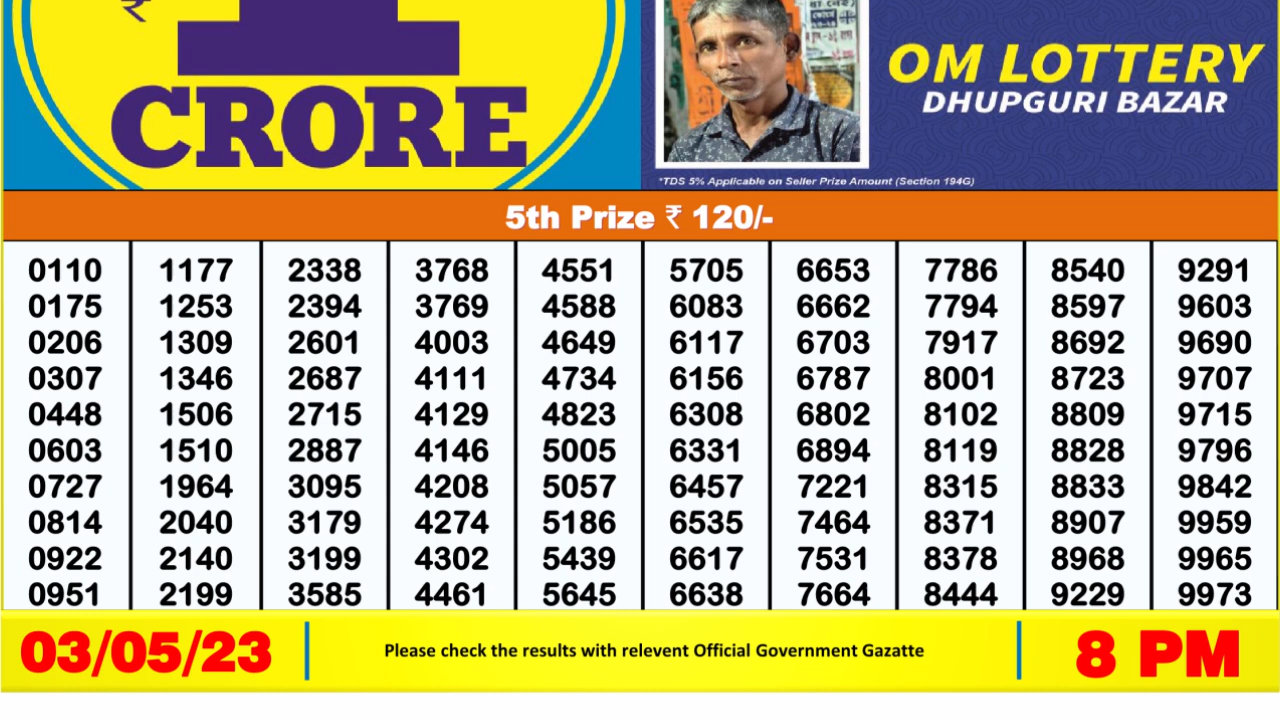 ₹
1
CRORE
OM LOTTERY
DHUPGURI BAZAR
*TDS 5% Applicable on Seller Prize Amount (Section 194G)
5th Prize ₹ 120/-
0110 1177 2338 3768 4551 5705 6653 7786 8540 9291
0175 1253 2394 3769 4588 6083 6662 7794 8597 9603
0206 1309 2601 4003 4649 6117 6703 7917 8692 9690
0307 1346 2687 4111 4734 6156 6787 8001 8723 9707
0448 1506 2715 4129 4823 6308 6802 8102 8809 9715
0603 1510 2887 4146 5005 6331 6894 8119 8828 9796
0727 1964 3095 4208 5057 6457 7221 8315 8833 9842
0814 2040 3179 4274 5186 6535 7464 8371 8907 9959
0922 2140 3199 4302 5439 6617 7531 8378 8968 9965
0951 2199 3585 4461 5645 6638 7664 8444 9229 9973
03/05/23
Please check the results with relevent Official Government Gazatte
8 PM